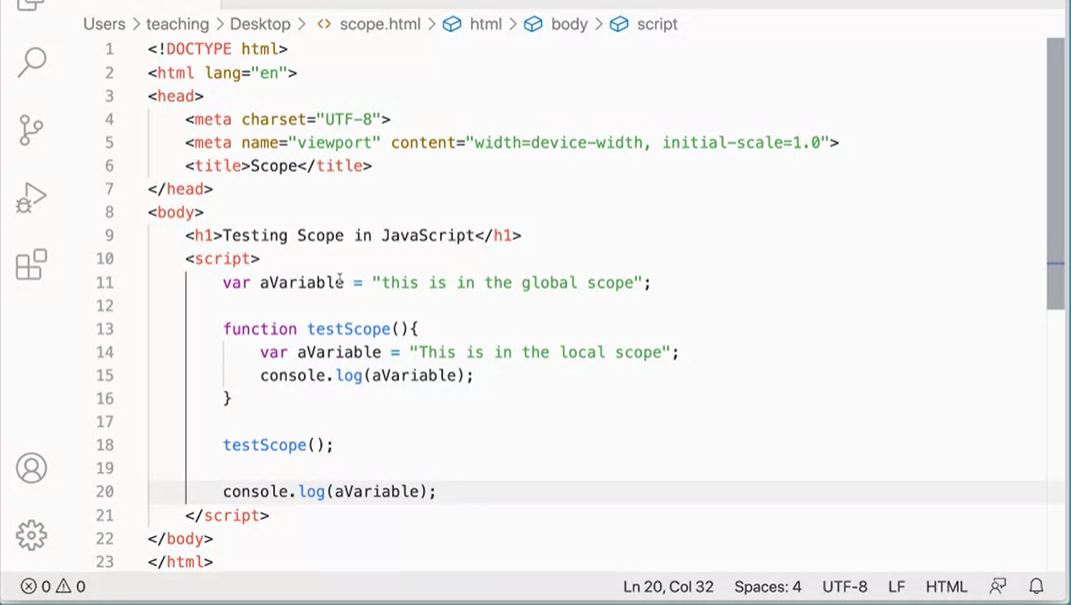 Users > teaching > Desktop > <> scope.html > html > body > script
1 <!DOCTYPE html>
2 <html lang="en">
3 <head>
4 <meta charset="UTF-8">
5 <meta name="viewport" content="width=device-width, initial-scale=1.0">
6 <title>Scope</title>
7 </head>
8 <body>
9 <h1>Testing Scope in JavaScript</h1>
10 <script>
11 var aVariable = "this is in the global scope";
12
13 function testScope(){
14 var aVariable = "This is in the local scope";
15 console.log(aVariable);
16 }
17
18 testScope();
19
20 console.log(aVariable);
21 </script>
22 </body>
23 </html>
0 0 Ln 20, Col 32 Spaces: 4 UTF-8 LF HTML